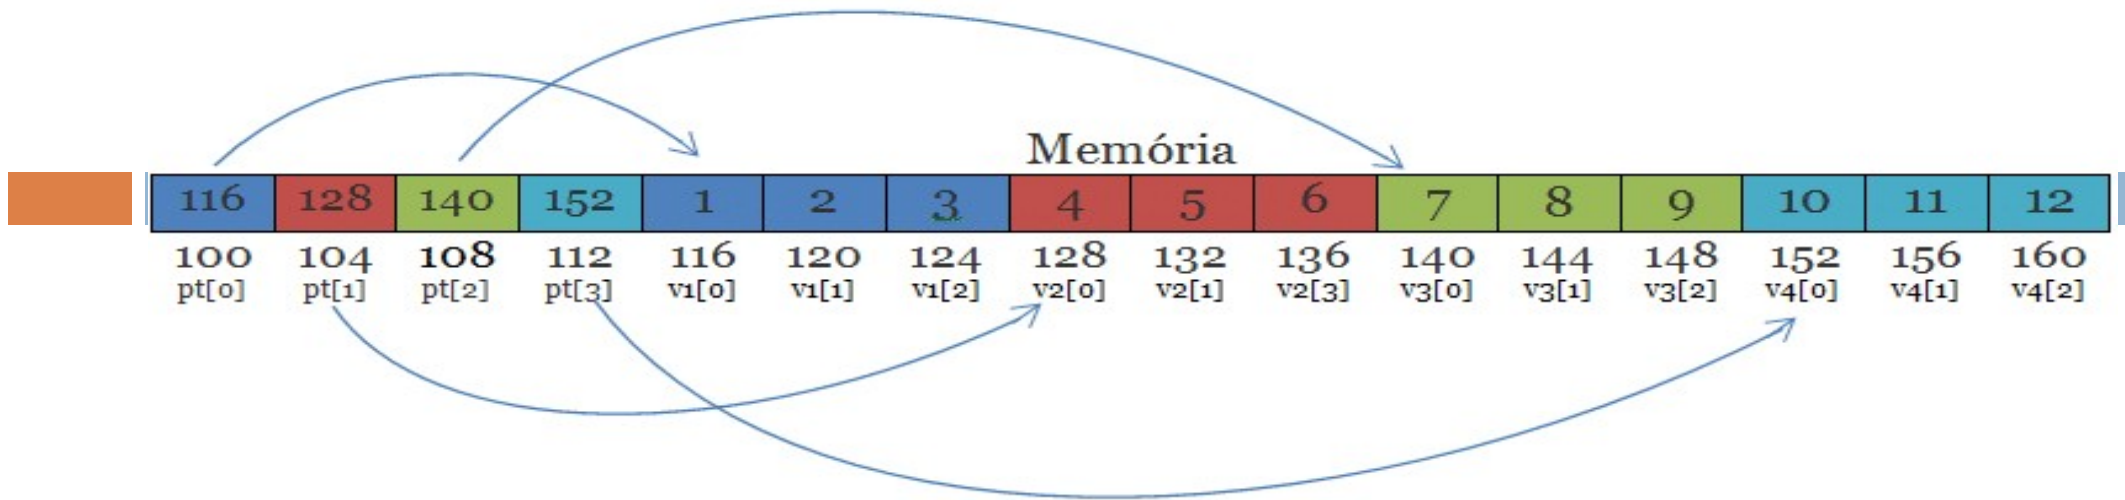 Memória
116 128 140 152 1 2 3 4 5 6 7 8 9 10 11 12
100 104 108 112 116 120 124 128 132 136 140 144 148 152 156 160
pt[0] pt[1] pt[2] pt[3] v1[0] v1[1] v1[2] v2[0] v2[1] v2[3] v3[0] v3[1] v3[2] v4[0] v4[1] v4[2]